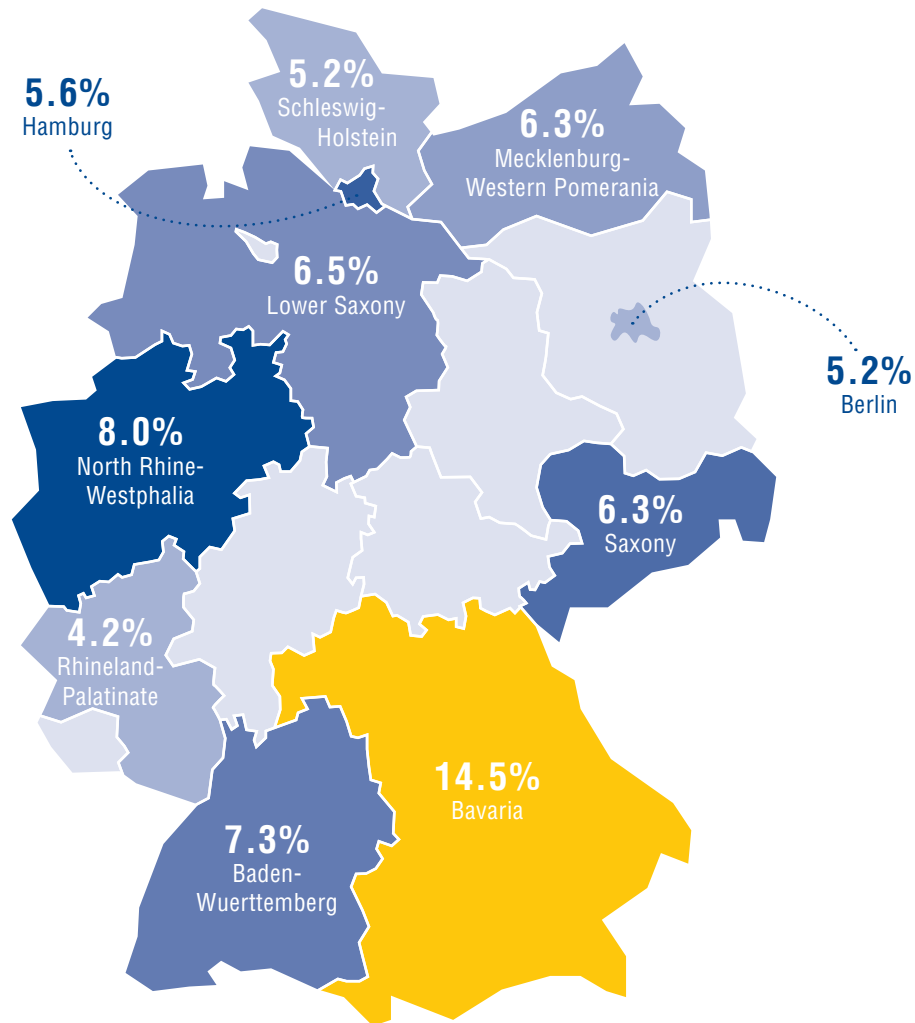 5.2%
Schleswig-
Holstein
5.6%
Hamburg
6.3%
Mecklenburg-
Western Pomerania
6.5%
Lower Saxony
5.2%
Berlin
8.0%
North Rhine-
Westphalia
6.3%
Saxony
4.2%
Rhineland-
Palatinate
14.5%
Bavaria
7.3%
Baden-
Wuerttemberg